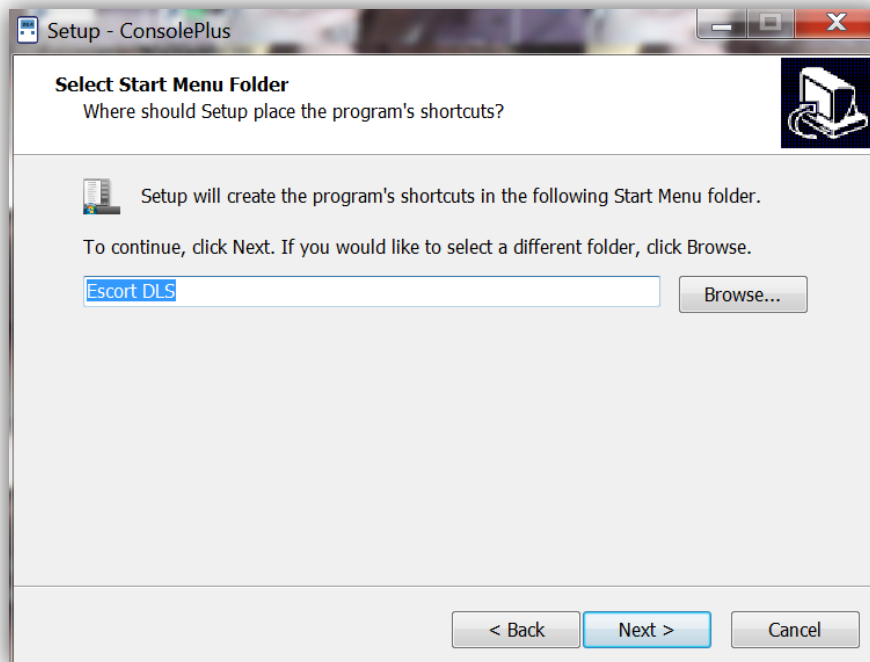 Setup - ConsolePlus
Select Start Menu Folder
Where should Setup place the program's shortcuts?
Setup will create the program's shortcuts in the following Start Menu folder.
To continue, click Next. If you would like to select a different folder, click Browse.
Escort DLS
Browse...
< Back
Next >
Cancel